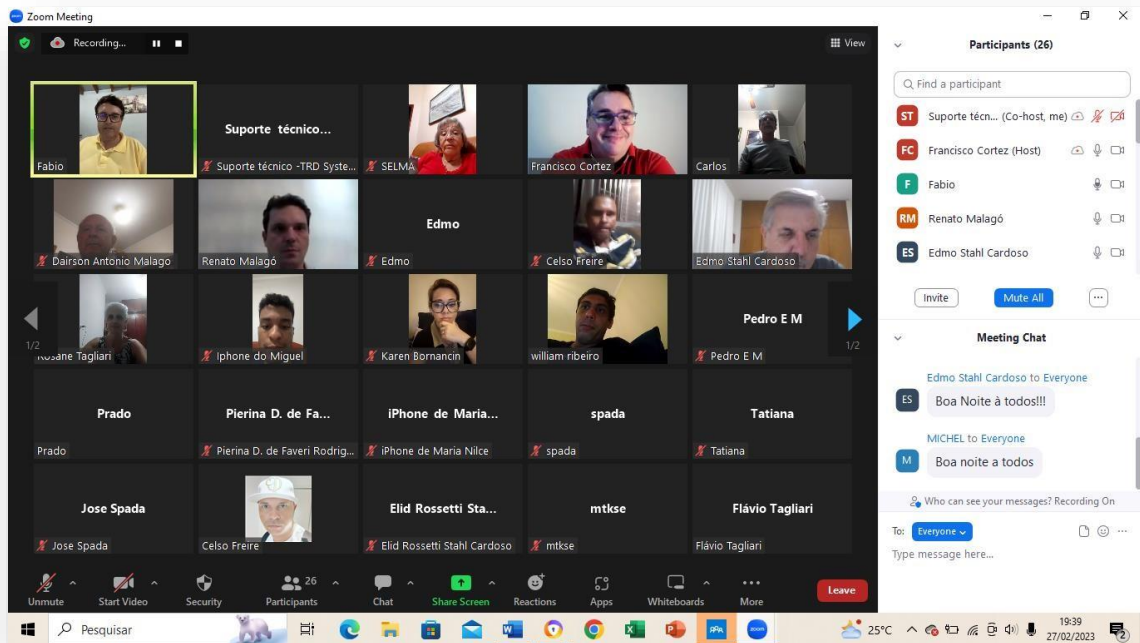 Zoom Meeting
Recording...
View
Fabio
Suporte técnico...
Suporte técnico -TRD Syste...
SELMA
Francisco Cortez
Carlos
Dairson Antonio Malago
Renato Malagó
Edmo
Edmo
Celso Freire
Edmo Stahl Cardoso
1/2
Rosane Tagliari
Iphone do Miguel
Karen Bornancin
william ribeiro
Pedro E M
Pedro E M
1/2
Prado
Prado
Pierina D. de Fa...
Pierina D. de Faveri Rodrig...
iPhone de Maria...
iPhone de Maria Nilce
spada
spada
Tatiana
Tatiana
Jose Spada
Jose Spada
Celso Freire
Elid Rossetti Sta...
Elid Rossetti Stahl Cardoso
mtkse
mtkse
Flávio Tagliari
Flávio Tagliari
Unmute
Start Video
Security
26
Participants
Chat
Share Screen
Reactions
Apps
Whiteboards
More
Leave
Participants (26)
Find a participant
ST Suporte técn... (Co-host, me)
FC Francisco Cortez (Host)
F Fabio
RM Renato Malagó
ES Edmo Stahl Cardoso
Invite
Mute All
Meeting Chat
Edmo Stahl Cardoso to Everyone
ES Boa Noite à todos!!!
MICHEL to Everyone
M Boa noite a todos
Who can see your messages? Recording On
To: Everyone
Type message here...
Pesquisar
25°C
19:39
27/02/2023